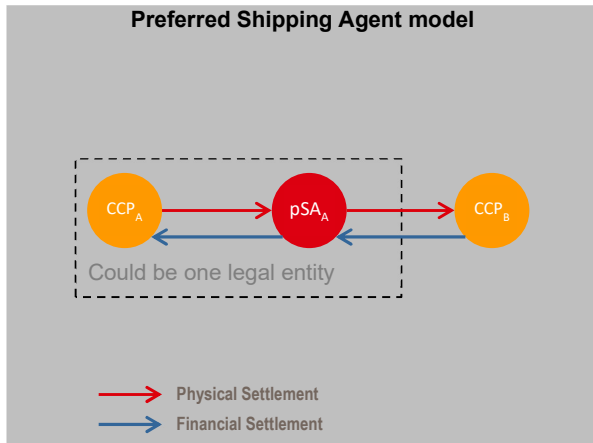 Preferred Shipping Agent model
CCPA pSAA CCPB
Could be one legal entity
Physical Settlement
Financial Settlement